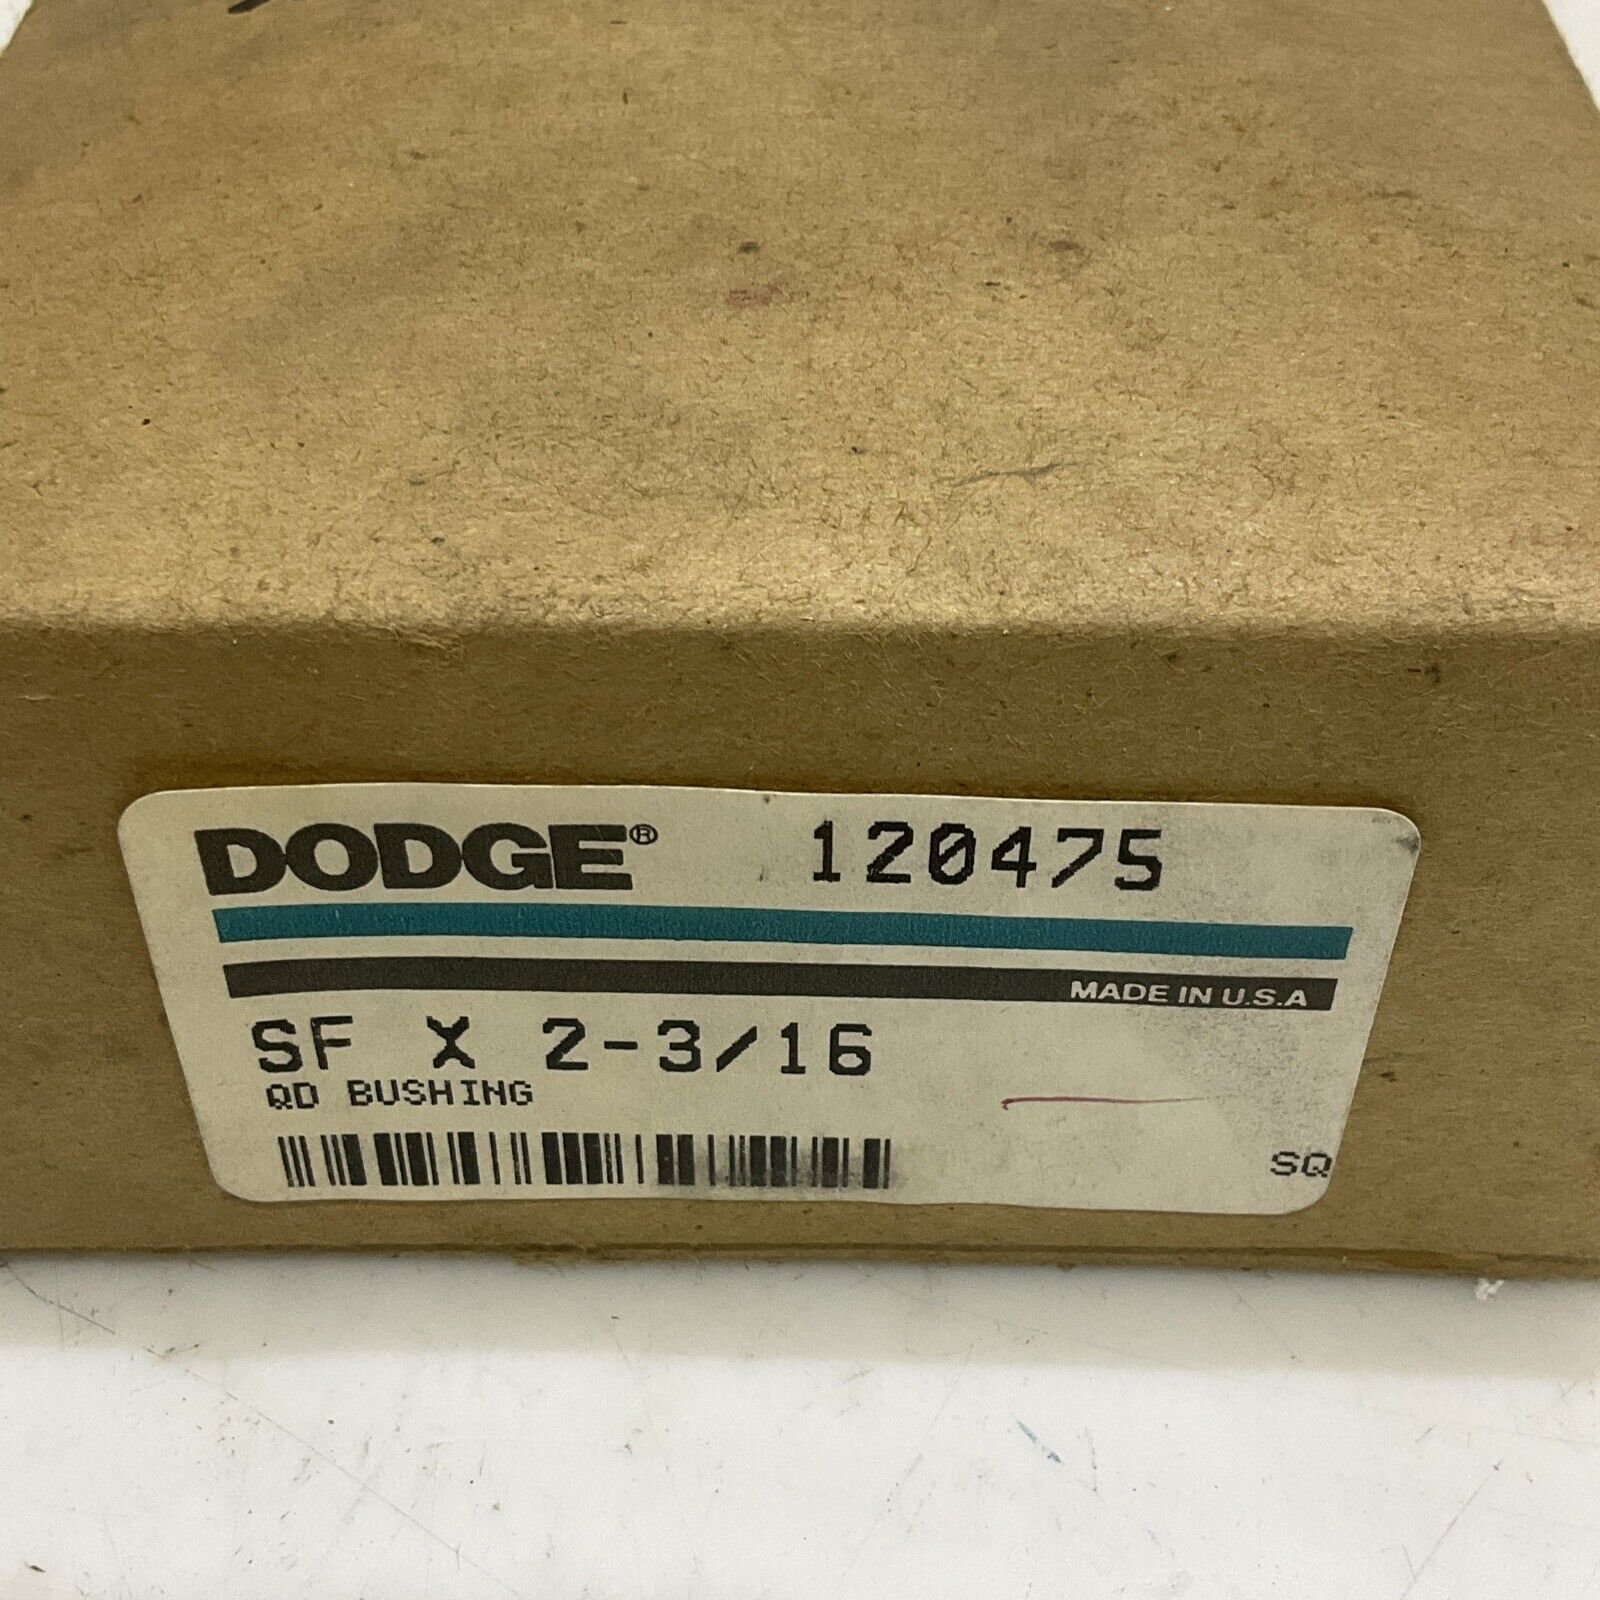 DODGE® 120475
MADE IN U.S.A
SF X 2-3/16
QD BUSHING
SQ